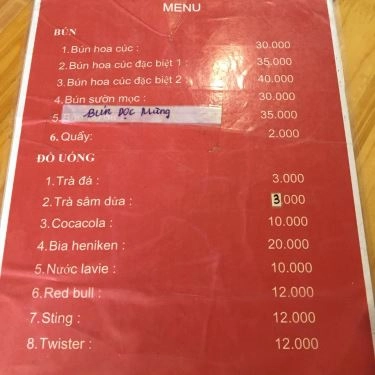 MENU
BÚN
1.Bún hoa cúc: 30.000
2.Bún hoa cúc đặc biệt 1 : 35.000
3.Bún hoa cúc đặc biệt 2 : 40.000
4.Bún sườn mọc : 30.000
5. Bún Dọc Mùng 35.000
6. Quẩy: 2.000
ĐỒ UỐNG
1.Trà đá : 3.000
2.Trà sâm dứa : 3.000
3.Cocacola : 10.000
4.Bia heniken : 20.000
5.Nước lavie : 10.000
6.Red bull : 12.000
7.Sting : 12.000
8.Twister : 12.000